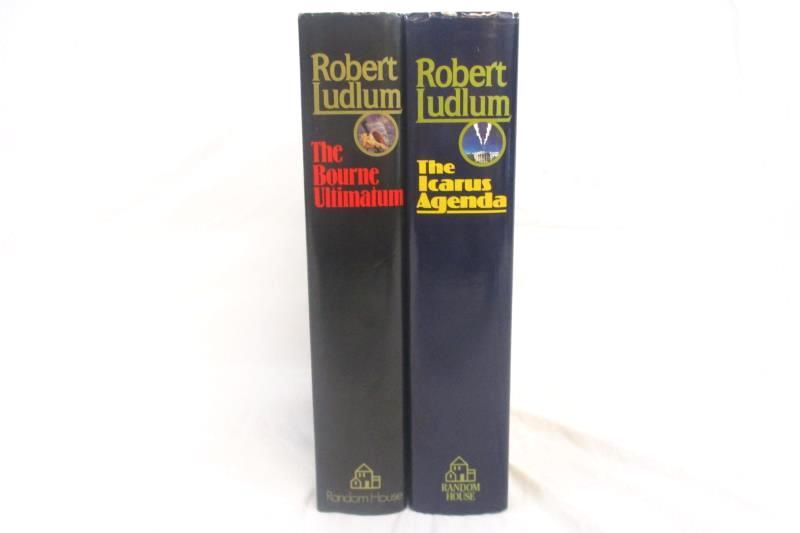 Robert
Ludlum
The
Bourne
Ultimatum
Random House
Robert
Ludlum
The
Icarus
Agenda
RANDOM
HOUSE